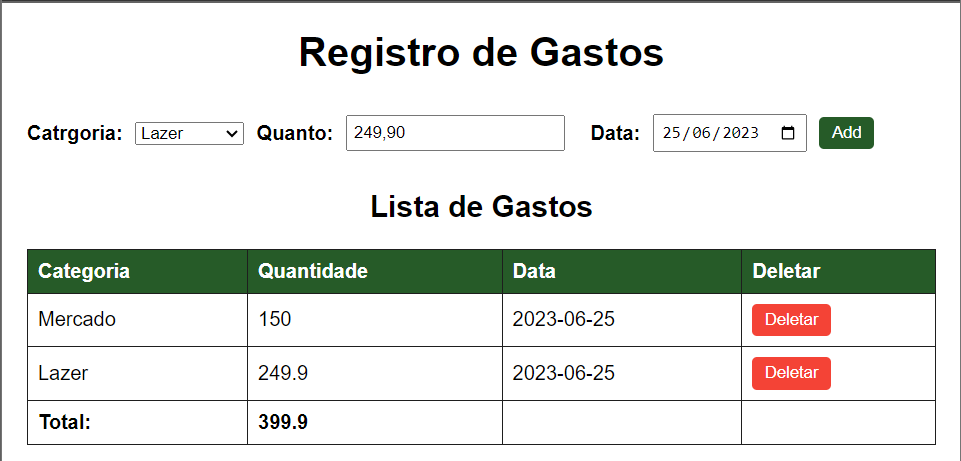 Registro de Gastos
Catrgoria: Lazer Quanto: 249,90 Data: 25/06/2023 Add
Lista de Gastos
Categoria Quantidade Data Deletar
Mercado 150 2023-06-25 Deletar
Lazer 249.9 2023-06-25 Deletar
Total: 399.9